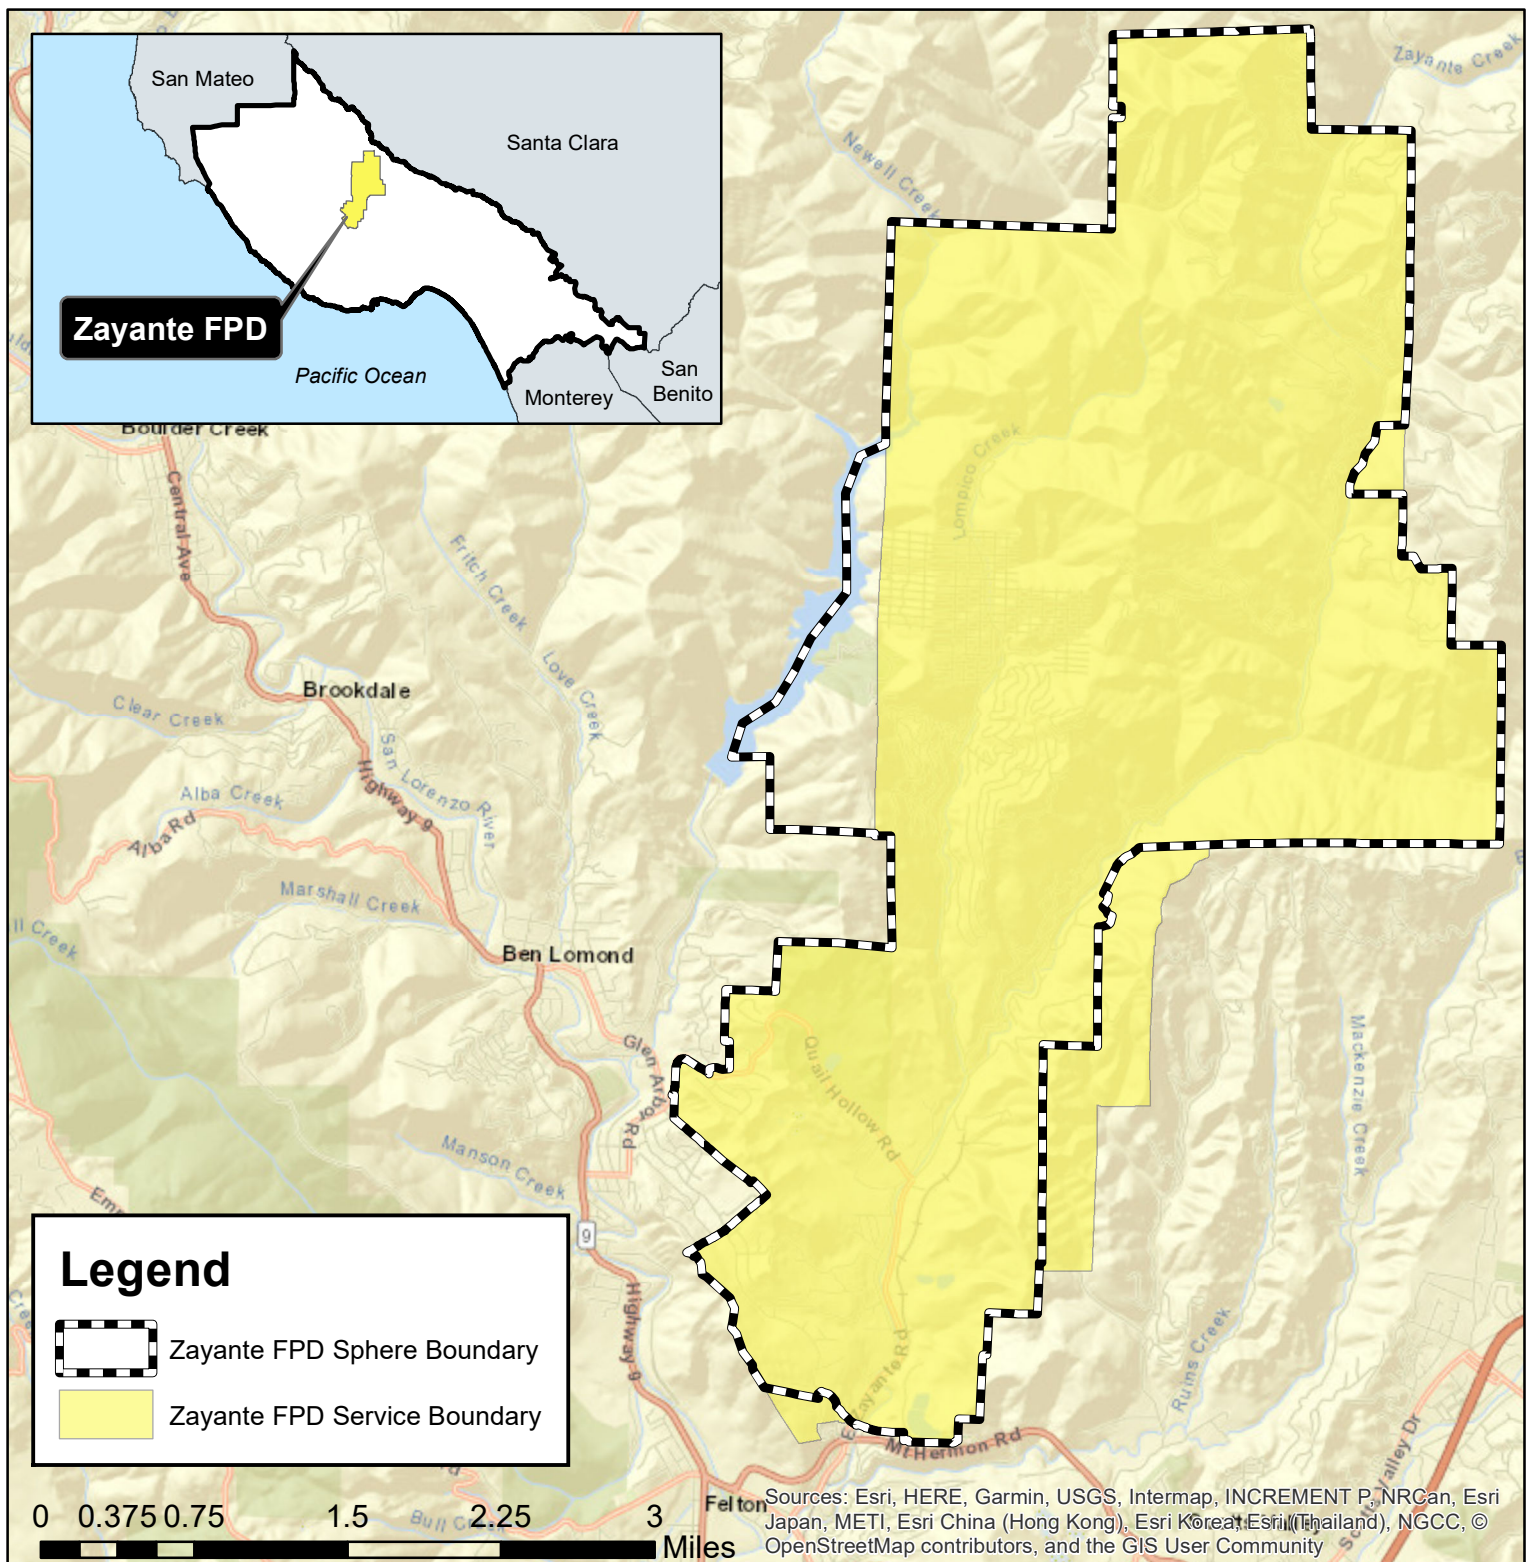 San Mateo
Santa Clara
Zayante FPD
Pacific Ocean
Monterey
San
Benito
Zayante Creek
Newell Creek
Boulder Creek
Central Ave
Lompico Creek
Fritch Creek
Love Creek
Brookdale
Clear Creek
San Lorenzo River
Highway 9
Alba Creek
Alba Rd
Marshall Creek
Ben Lomond
Glen Arbor Rd
Quail Hollow Rd
Mackenzie Creek
Manson Creek
9
Highway 9
Ruins Creek
Zayante Rd
Mt Hermon Rd
Felton
Bull Creek
Valley Dr
Legend
Zayante FPD Sphere Boundary
Zayante FPD Service Boundary
0 0.375 0.75 1.5 2.25 3
Miles
Sources: Esri, HERE, Garmin, USGS, Intermap, INCREMENT P, NRCan, Esri
Japan, METI, Esri China (Hong Kong), Esri Korea, Esri (Thailand), NGCC, ©
OpenStreetMap contributors, and the GIS User Community